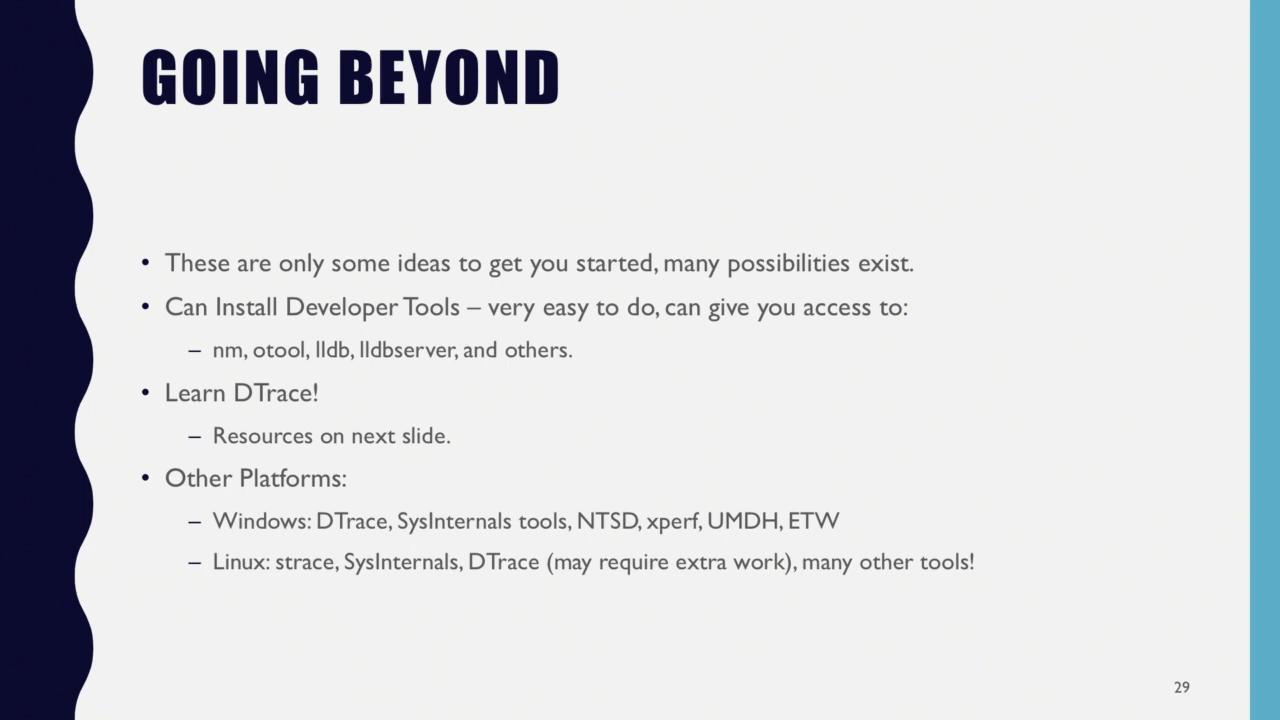 GOING BEYOND
• These are only some ideas to get you started, many possibilities exist.
• Can Install Developer Tools – very easy to do, can give you access to:
– nm, otool, lldb, lldbserver, and others.
• Learn DTrace!
– Resources on next slide.
• Other Platforms:
– Windows: DTrace, SysInternals tools, NTSD, xperf, UMDH, ETW
– Linux: strace, SysInternals, DTrace (may require extra work), many other tools!
29